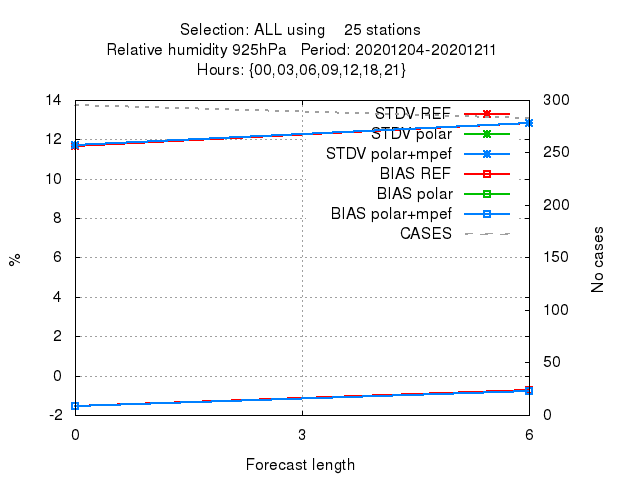 Selection: ALL using    25 stations
Relative humidity 925hPa   Period: 20201204-20201211
Hours: {00,03,06,09,12,18,21}
14
12
10
8
6
4
2
0
-2
%
300
250
200
150
100
50
0
No cases
STDV REF
STDV polar
STDV polar+mpef
BIAS REF
BIAS polar
BIAS polar+mpef
CASES
0
3
6
Forecast length